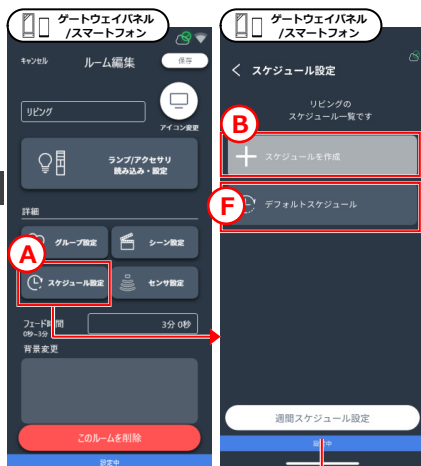 ゲートウェイパネル
/スマートフォン
キャンセル
ルーム編集
保存
リビング
アイコン変更
ランプ/アクセサリ
読み込み・設定
詳細
グループ設定
シーン設定
A
スケジュール設定
センサ設定
フェード時間
0秒~3分
3分 0秒
背景変更
このルームを削除
設定中
ゲートウェイパネル
/スマートフォン
スケジュール設定
リビングの
スケジュール一覧です
B
スケジュールを作成
F
デフォルトスケジュール
週間スケジュール設定